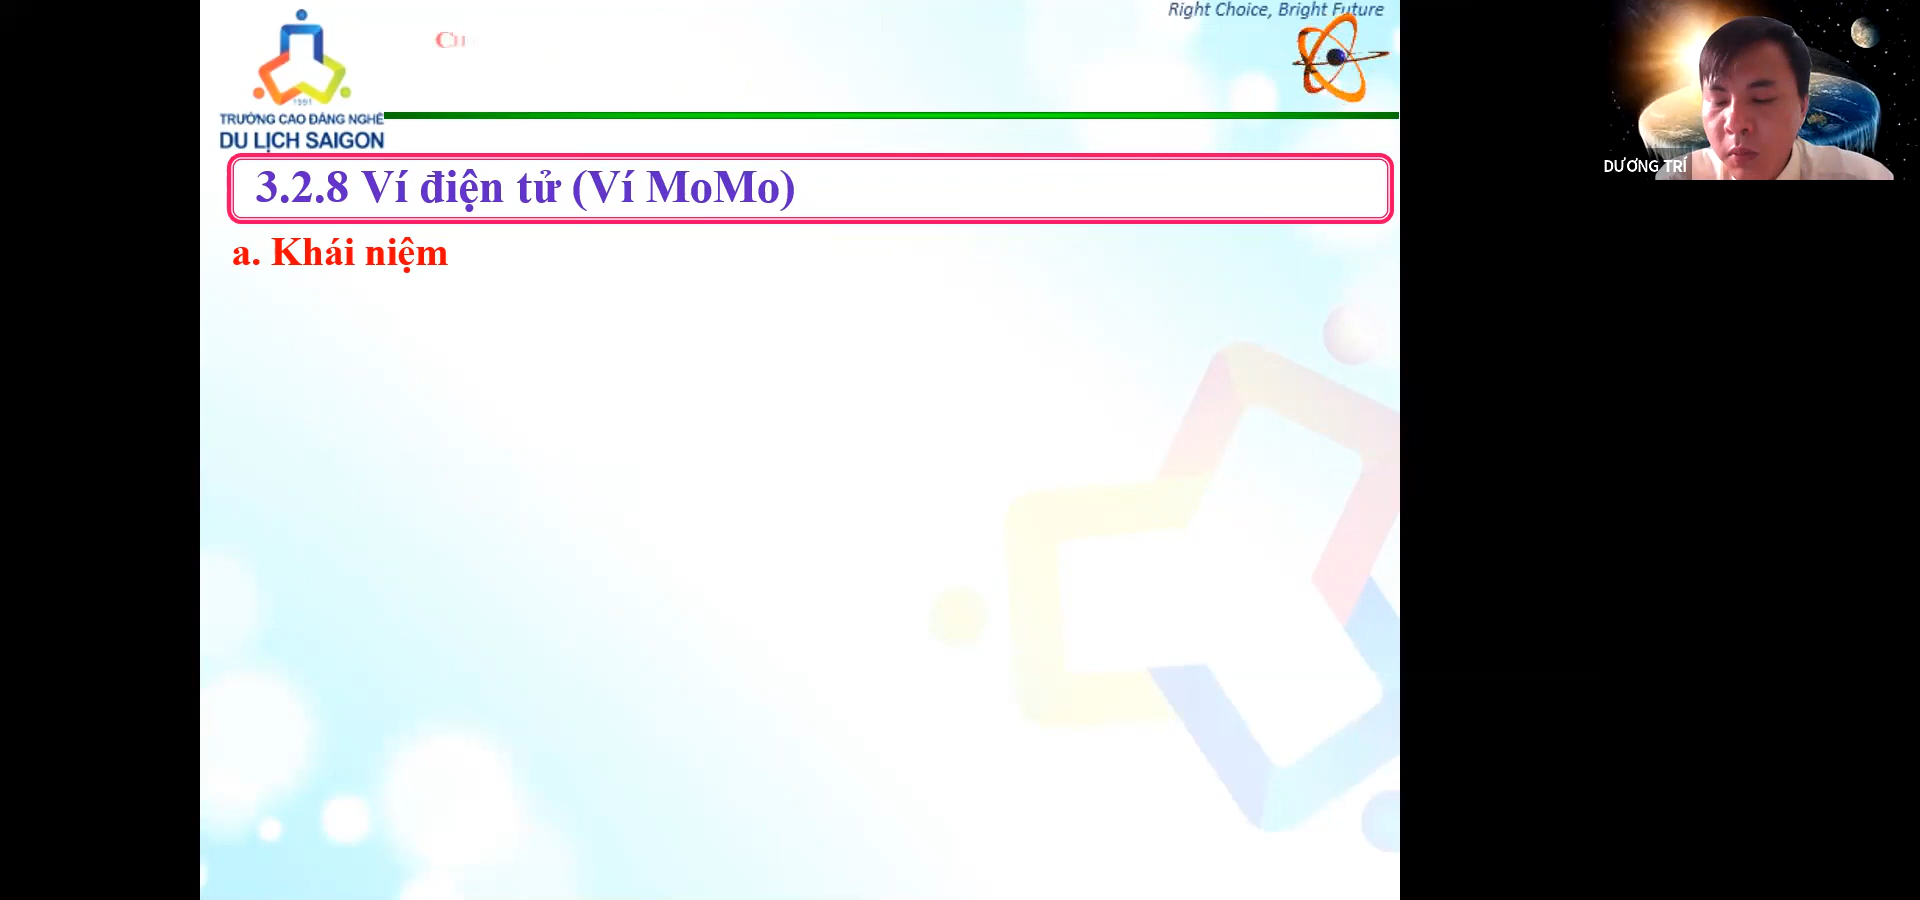 Right Choice, Bright Future
1991
TRƯỜNG CAO ĐẲNG NGHỀ
DU LỊCH SAIGON
DƯƠNG TRÍ
3.2.8 Ví điện tử (Ví MoMo)
a. Khái niệm